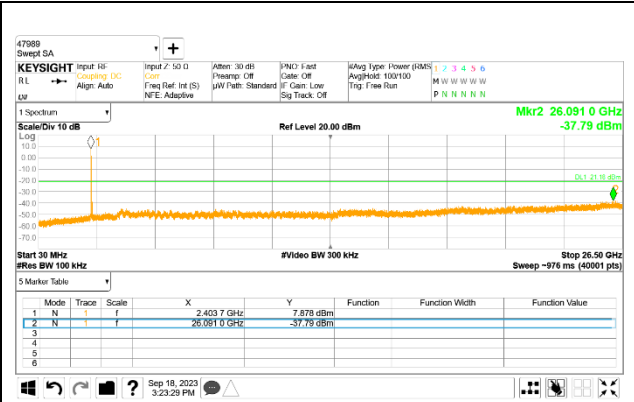 47989
Swept SA
KEYSIGHT Input: RF Input Z: 50 Ω Atten: 30 dB PNO: Fast #Avg Type: Power (RMS 1 2 3 4 5 6
RL Coupling: DC Corr Preamp: Off Gate: Off Avg|Hold: 100/100 M W W W W W
Align: Auto Freq Ref: Int (S) µW Path: Standard IF Gain: Low Trig: Free Run
NFE: Adaptive Sig Track: Off P N N N N N
1 Spectrum Mkr2 26.091 0 GHz
Scale/Div 10 dB Ref Level 20.00 dBm -37.79 dBm
Log
10.0 1
0.00
-10.0
-20.0
-30.0
-40.0
-50.0
-60.0
-70.0
Start 30 MHz #Video BW 300 kHz Stop 26.50 GHz
#Res BW 100 kHz Sweep ~976 ms (40001 pts)
5 Marker Table
Mode Trace Scale X Y Function Function Width Function Value
1 N 1 f 2.403 7 GHz 7.878 dBm
2 N 1 f 26.091 0 GHz -37.79 dBm
3
4
5
6
? Sep 18, 2023
3:23:29 PM